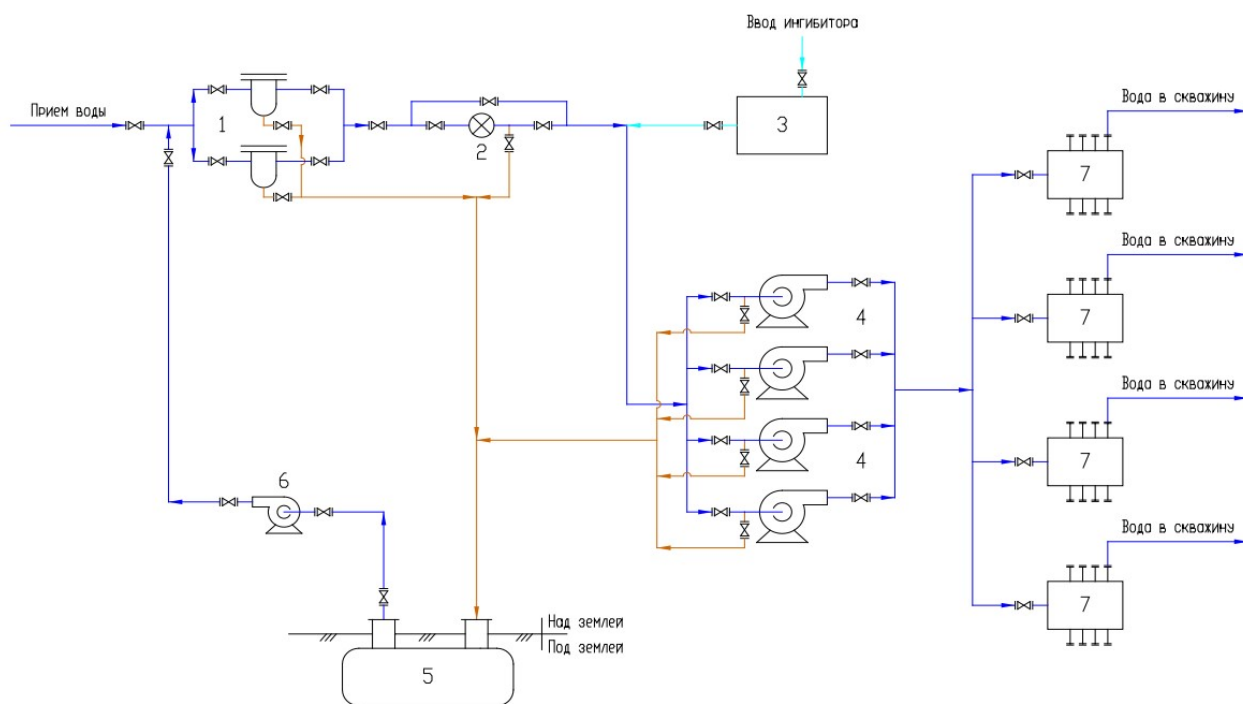 Ввод ингибитора
Прием воды
1
2
3
Вода в скважину
7
Вода в скважину
7
4
4
Вода в скважину
7
6
Вода в скважину
7
Над землей
Под землей
5